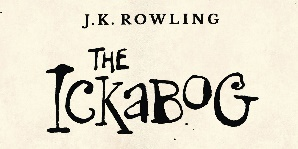 J.K. ROWLING
THE
ICKABOG